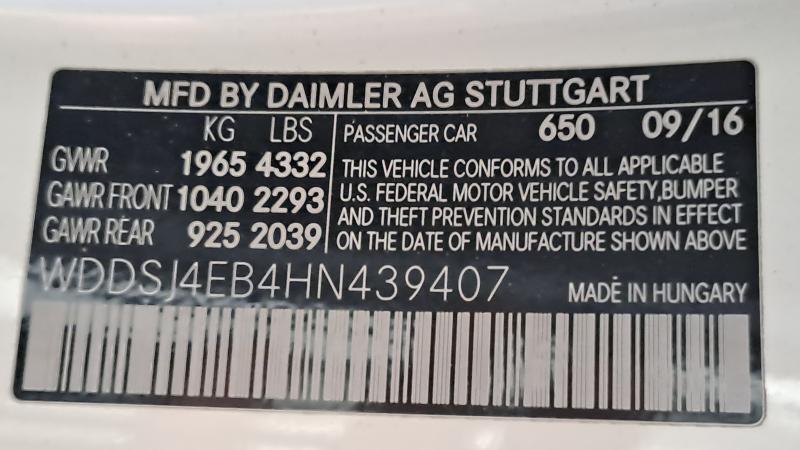 MFD BY DAIMLER AG STUTTGART
KG LBS
GVWR 1965 4332
GAWR FRONT 1040 2293
GAWR REAR 925 2039
PASSENGER CAR 650 09/16
THIS VEHICLE CONFORMS TO ALL APPLICABLE
U.S. FEDERAL MOTOR VEHICLE SAFETY,BUMPER
AND THEFT PREVENTION STANDARDS IN EFFECT
ON THE DATE OF MANUFACTURE SHOWN ABOVE
WDDSJ4EB4HN439407
MADE IN HUNGARY